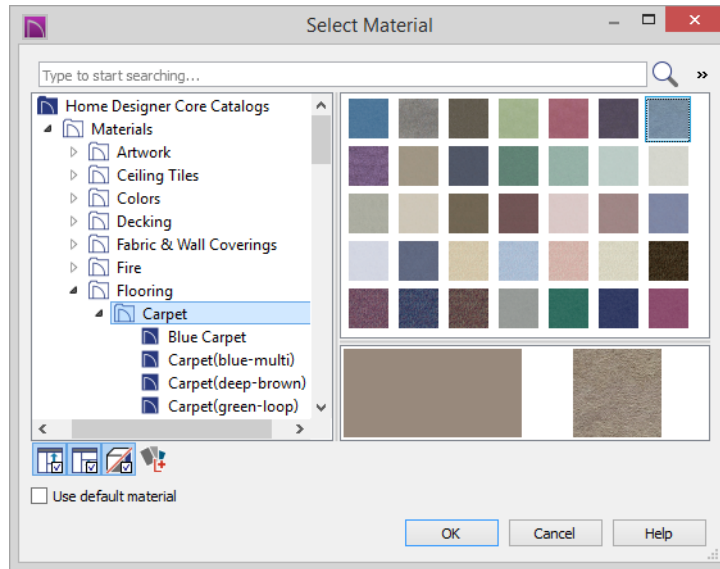 Select Material
Type to start searching...
»
Home Designer Core Catalogs
Materials
Artwork
Ceiling Tiles
Colors
Decking
Fabric & Wall Coverings
Fire
Flooring
Carpet
Blue Carpet
Carpet(blue-multi)
Carpet(deep-brown)
Carpet(green-loop)
Use default material
OK Cancel Help